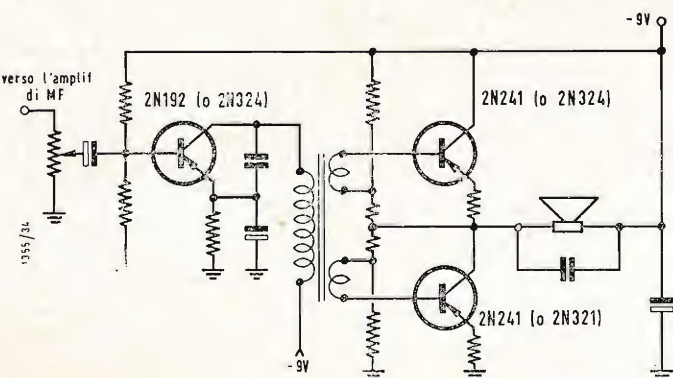 -9V
verso l'amplif
di MF
2N192 (o 2N324)
2N241 (o 2N324)
1355/34
2N241 (o 2N321)
-9V